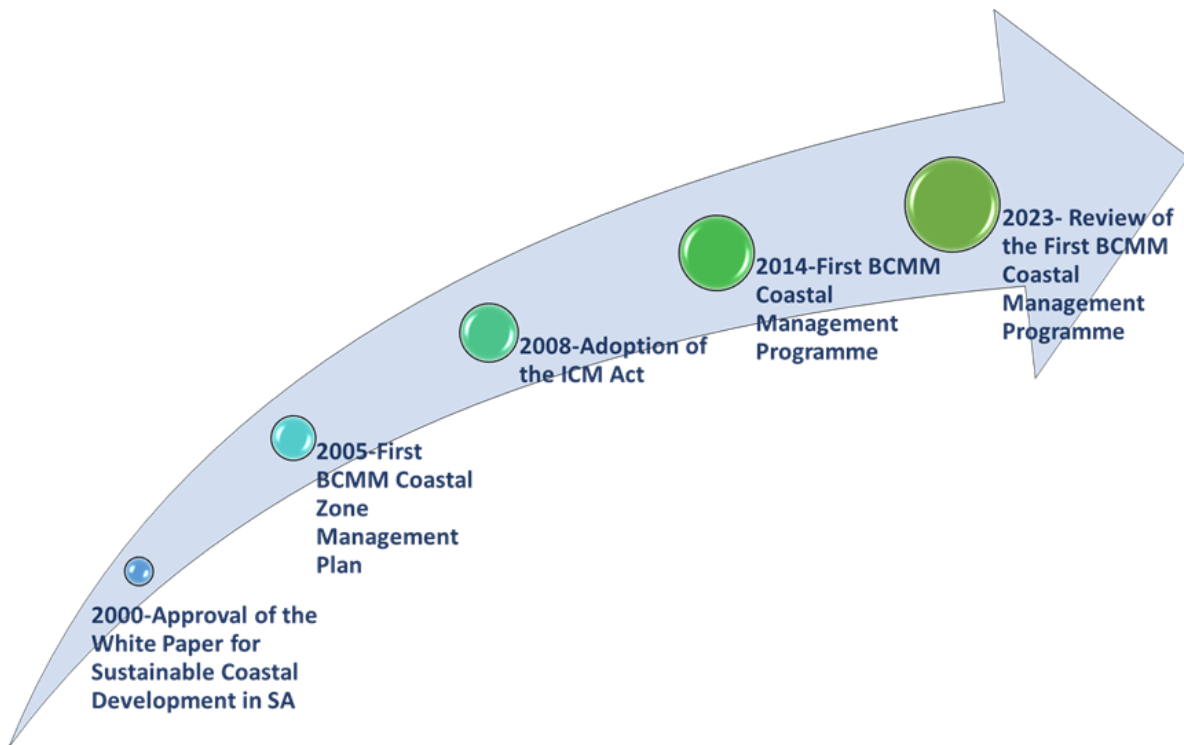 2000-Approval of the
White Paper for
Sustainable Coastal
Development in SA
2005-First
BCMM Coastal
Zone
Management
Plan
2008-Adoption of
the ICM Act
2014-First BCMM
Coastal
Management
Programme
2023- Review of
the First BCMM
Coastal
Management
Programme